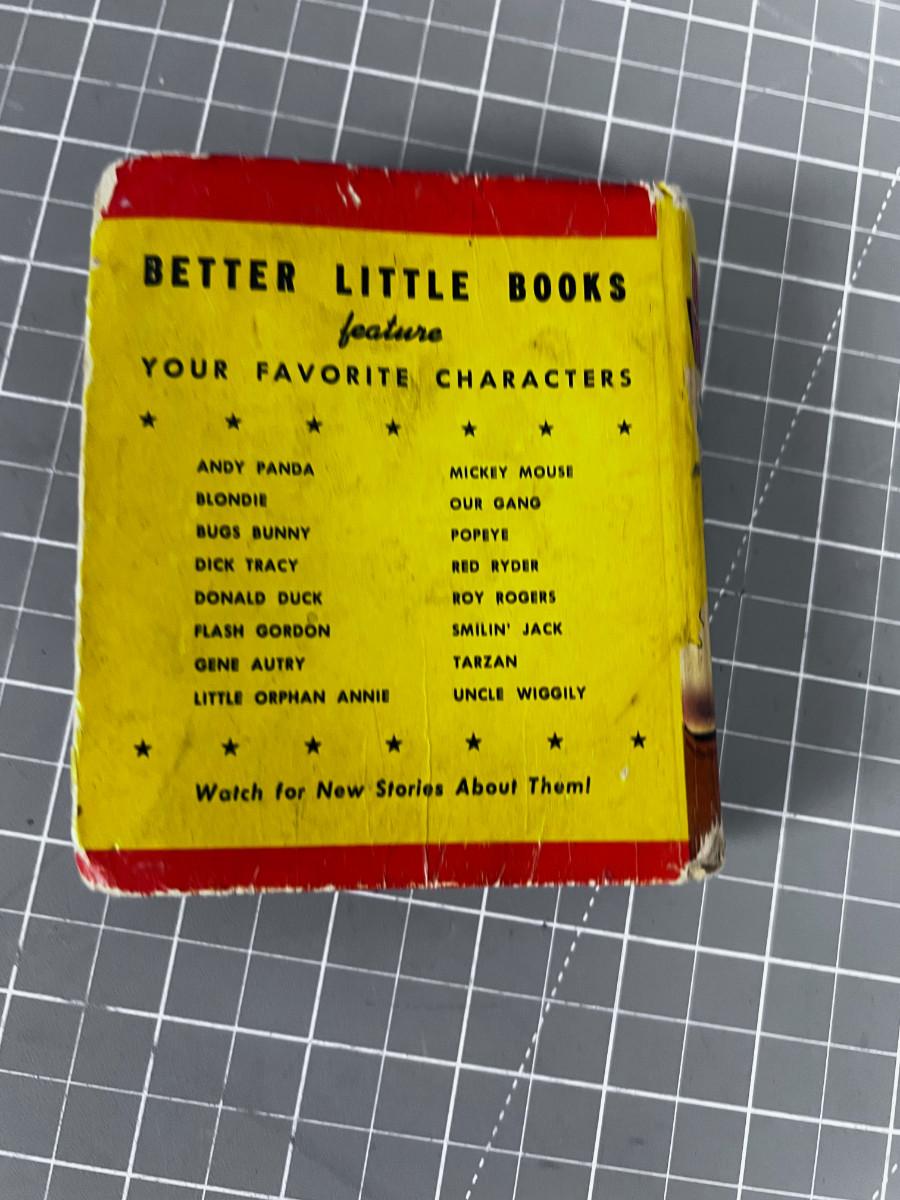 BETTER LITTLE BOOKS
feature
YOUR FAVORITE CHARACTERS
ANDY PANDA
BLONDIE
BUGS BUNNY
DICK TRACY
DONALD DUCK
FLASH GORDON
GENE AUTRY
LITTLE ORPHAN ANNIE
MICKEY MOUSE
OUR GANG
POPEYE
RED RYDER
ROY ROGERS
SMILIN' JACK
TARZAN
UNCLE WIGGILY
Watch for New Stories About Them!